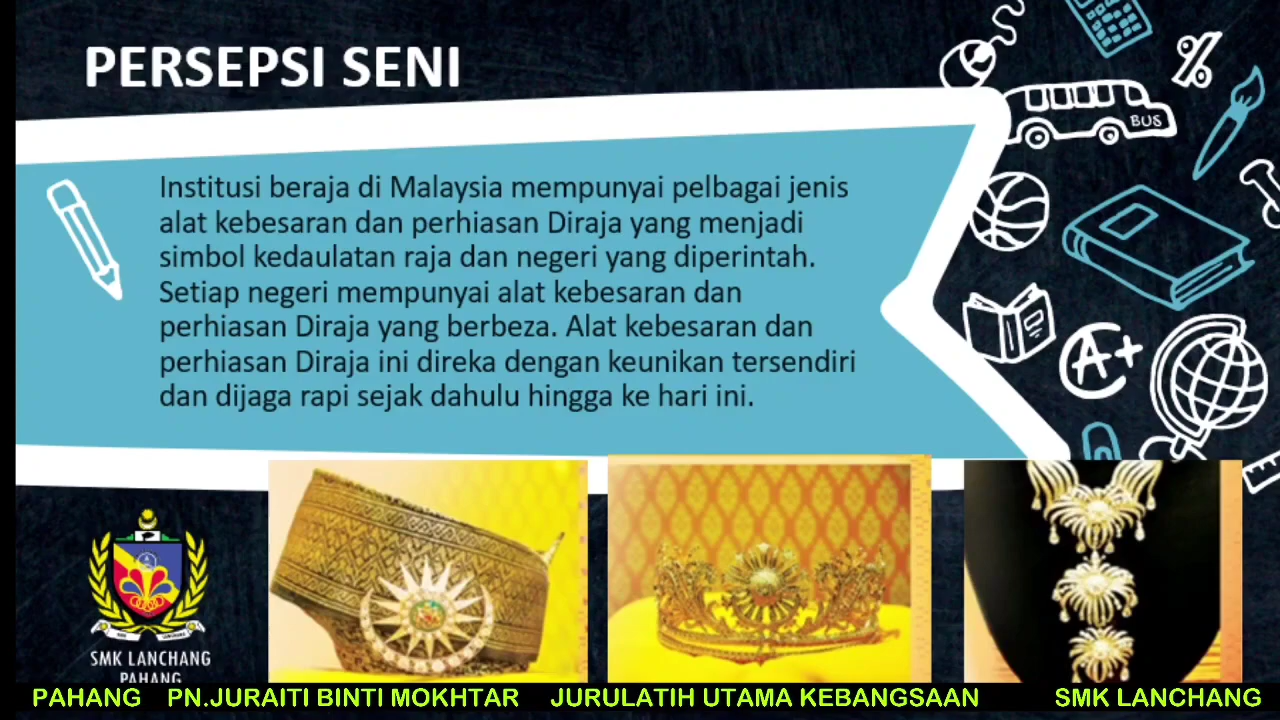 PERSEPSI SENI
Institusi beraja di Malaysia mempunyai pelbagai jenis
alat kebesaran dan perhiasan Diraja yang menjadi
simbol kedaulatan raja dan negeri yang diperintah.
Setiap negeri mempunyai alat kebesaran dan
perhiasan Diraja yang berbeza. Alat kebesaran dan
perhiasan Diraja ini direka dengan keunikan tersendiri
dan dijaga rapi sejak dahulu hingga ke hari ini.
%
BUS
A+
SMK LANCHANG
PAHANG
PAHANG PN.JURAITI BINTI MOKHTAR JURULATIH UTAMA KEBANGSAAN SMK LANCHANG